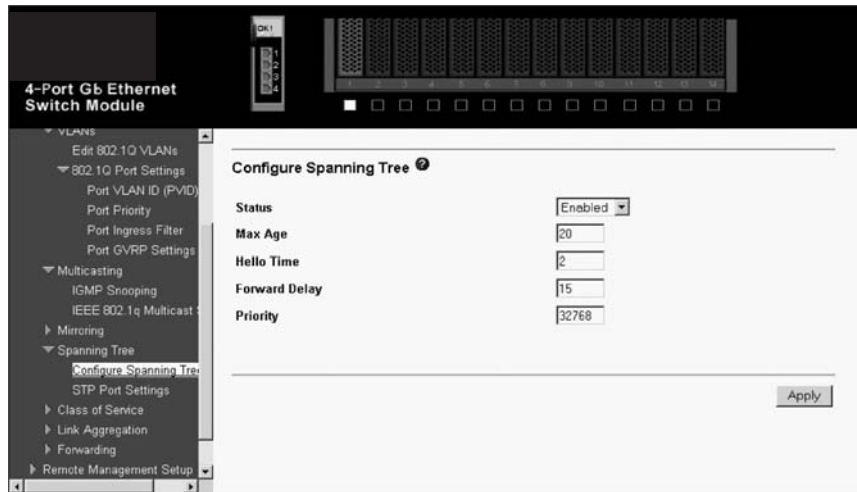 OK!
1
2
3
4
1 2 3 4 5 6 7 8 9 10 11 12 13 14
4-Port Gb Ethernet
Switch Module
VLANs
Edit 802.1Q VLANs
802.1Q Port Settings
Port VLAN ID (PVID)
Port Priority
Port Ingress Filter
Port GVRP Settings
Multicasting
IGMP Snooping
IEEE 802.1q Multicast
Mirroring
Spanning Tree
Configure Spanning Tre
STP Port Settings
Class of Service
Link Aggregation
Forwarding
Remote Management Setup
Configure Spanning Tree ?
Status Enabled
Max Age 20
Hello Time 2
Forward Delay 15
Priority 32768
Apply